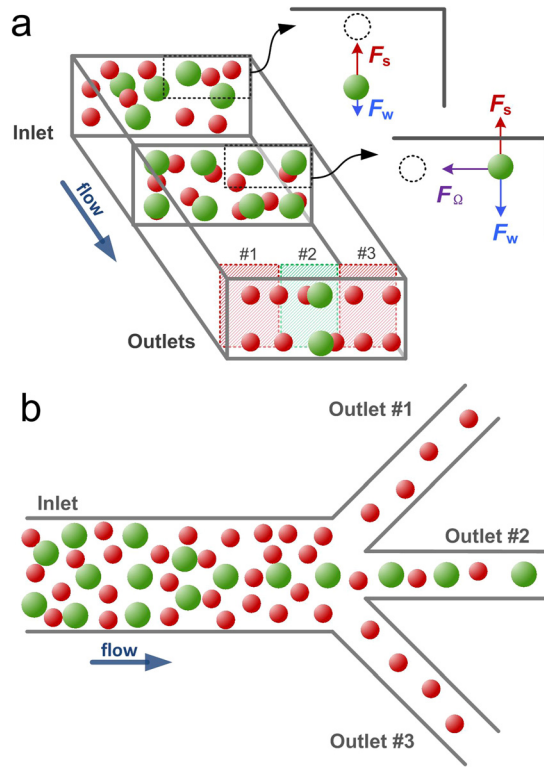 a
F_s
F_w
F_s
Inlet
F_Ω
F_w
flow
#1
#2
#3
Outlets
b
Outlet #1
Inlet
Outlet #2
flow
Outlet #3